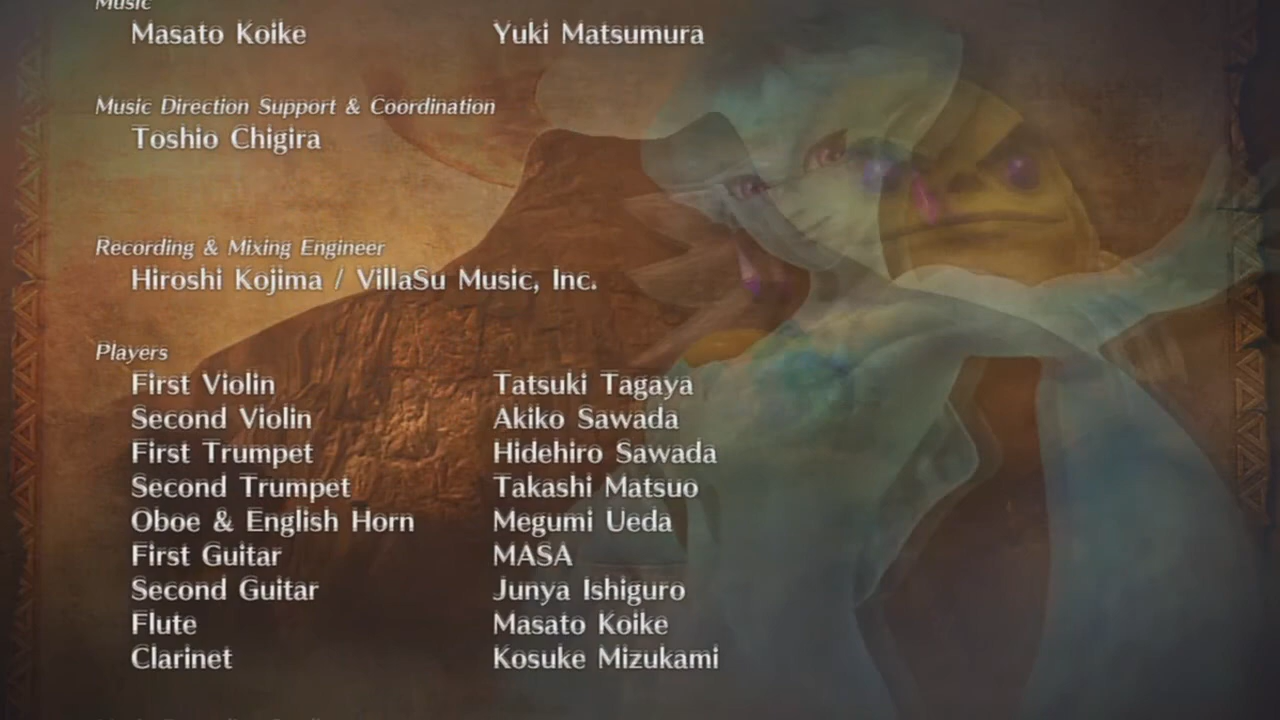 Music
Masato Koike Yuki Matsumura
Music Direction Support & Coordination
Toshio Chigira
Recording & Mixing Engineer
Hiroshi Kojima / VillaSu Music, Inc.
Players
First Violin Tatsuki Tagaya
Second Violin Akiko Sawada
First Trumpet Hidehiro Sawada
Second Trumpet Takashi Matsuo
Oboe & English Horn Megumi Ueda
First Guitar MASA
Second Guitar Junya Ishiguro
Flute Masato Koike
Clarinet Kosuke Mizukami